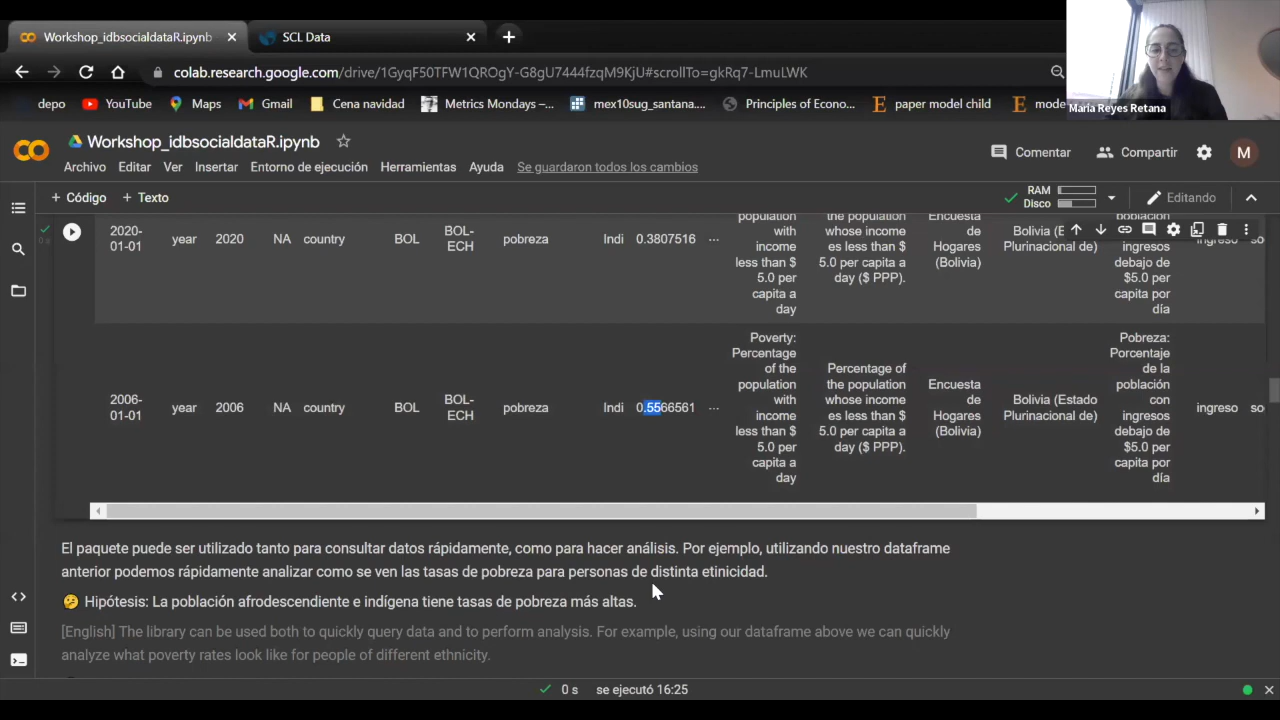 Workshop_idbsocialdataR.ipynb
SCL Data
colab.research.google.com/drive/1GyqF50TFW1QROgY-G8gU7444fzqM9KjU#scrollTo=gkRq7-LmuLWK
depo YouTube Maps Gmail Cena navidad Metrics Mondays –... mex10sug_santana.... Principles of Econo... paper model child mode
María Reyes Retana
Workshop_idbsocialdataR.ipynb
Comentar Compartir M
Archivo Editar Ver Insertar Entorno de ejecución Herramientas Ayuda Se guardaron todos los cambios
+ Código + Texto
RAM
Disco
Editando
2020-
01-01
year 2020 NA country BOL
BOL-
ECH
pobreza Indi 0.3807516 ...
population
with
income
less than $
5.0 per
capita a
day
the population
whose income
es less than $
5.0 per capita a
day ($ PPP).
Encuesta
de
Hogares
(Bolivia)
Bolivia (E
Plurinacional de)
población
ingresos
debajo de
$5.0 per
capita por
día
ingreso so
2006-
01-01
year 2006 NA country BOL
BOL-
ECH
pobreza Indi 0.5566561 ...
Poverty:
Percentage
of the
population
with
income
less than $
5.0 per
capita a
day
Percentage of
the population
whose income
es less than $
5.0 per capita a
day ($ PPP).
Encuesta
de
Hogares
(Bolivia)
Bolivia (Estado
Plurinacional de)
Pobreza:
Porcentaje
de la
población
con
ingresos
debajo de
$5.0 per
capita por
día
ingreso so
El paquete puede ser utilizado tanto para consultar datos rápidamente, como para hacer análisis. Por ejemplo, utilizando nuestro dataframe
anterior podemos rápidamente analizar como se ven las tasas de pobreza para personas de distinta etinicidad.
🤔 Hipótesis: La población afrodescendiente e indígena tiene tasas de pobreza más altas.
[English] The library can be used both to quickly query data and to perform analysis. For example, using our dataframe above we can quickly
analyze what poverty rates look like for people of different ethnicity.
0 s se ejecutó 16:25